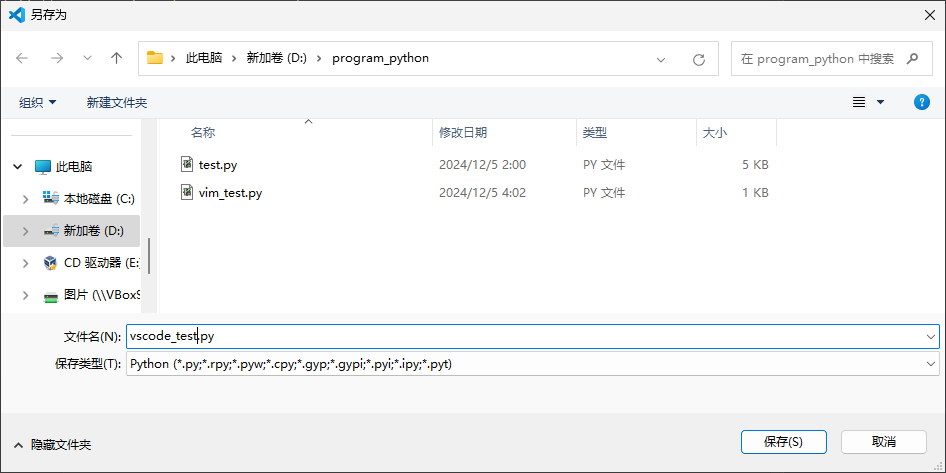 另存为
此电脑 新加卷 (D:) program_python
在 program_python 中搜索
组织 新建文件夹
名称 修改日期 类型 大小
test.py 2024/12/5 2:00 PY 文件 5 KB
vim_test.py 2024/12/5 4:02 PY 文件 1 KB
此电脑
本地磁盘 (C:)
新加卷 (D:)
CD 驱动器 (E:
图片 (\\VBoxS
文件名(N): vscode_test.py
保存类型(T): Python (*.py;*.rpy;*.pyw;*.cpy;*.gyp;*.gypi;*.pyi;*.ipy;*.pyt)
隐藏文件夹
保存(S) 取消